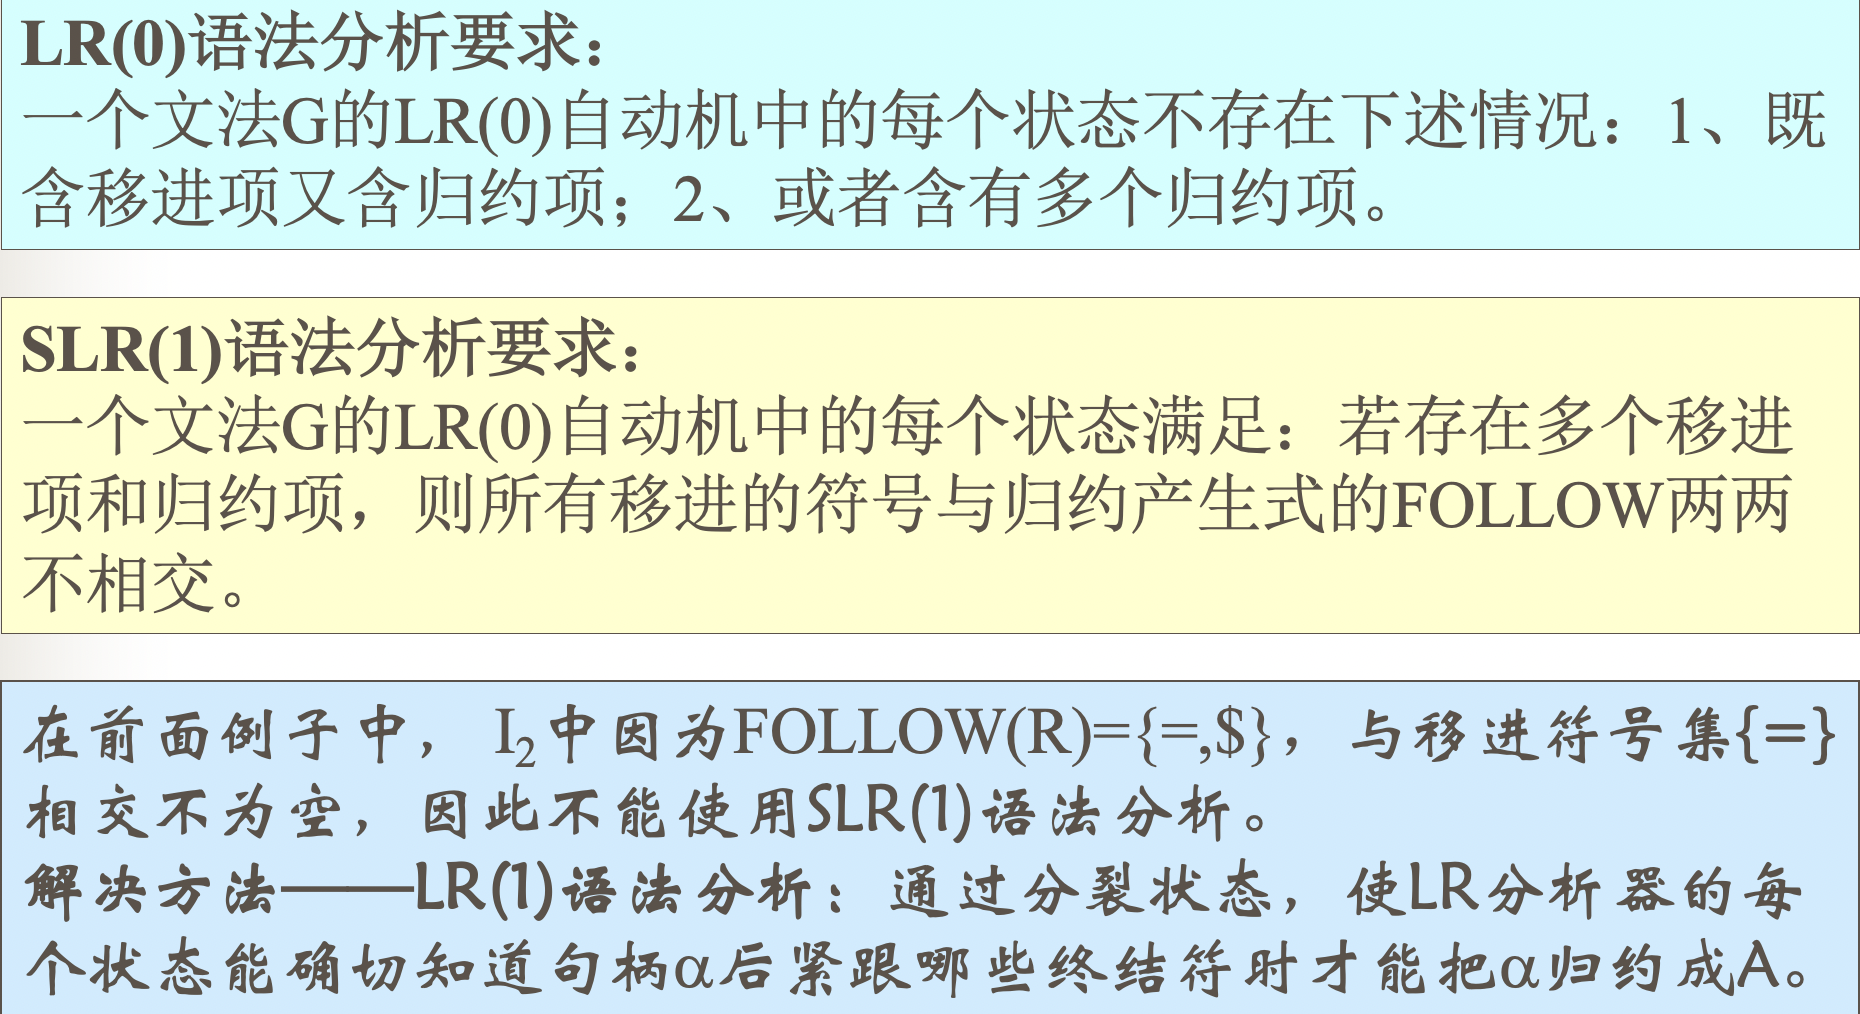 LR(0)语法分析要求：
一个文法G的LR(0)自动机中的每个状态不存在下述情况：1、既
含移进项又含归约项；2、或者含有多个归约项。
SLR(1)语法分析要求：
一个文法G的LR(0)自动机中的每个状态满足：若存在多个移进
项和归约项，则所有移进的符号与归约产生式的FOLLOW两两
不相交。
在前面例子中，I₂中因为FOLLOW(R)={=,$}，与移进符号集{=}
相交不为空，因此不能使用SLR(1)语法分析。
解决方法——LR(1)语法分析：通过分裂状态，使LR分析器的每
个状态能确切知道句柄α后紧跟哪些终结符时才能把α归约成A。